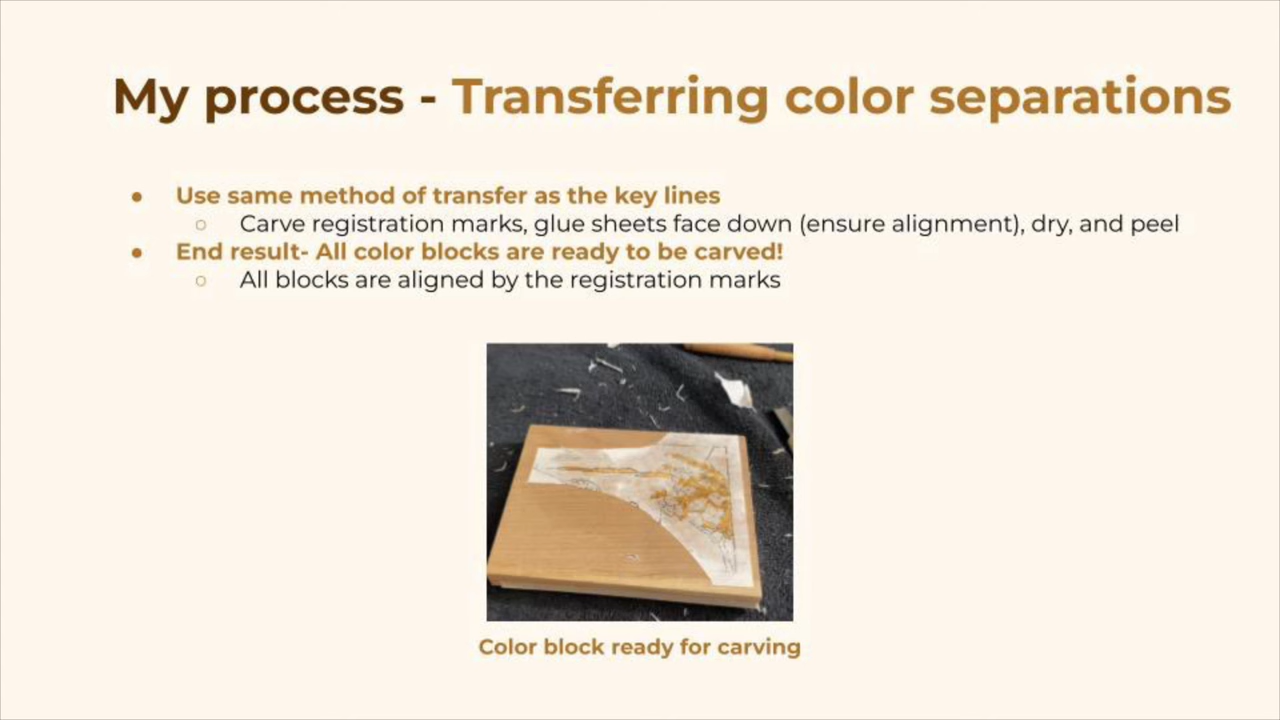 My process - Transferring color separations
● Use same method of transfer as the key lines
○ Carve registration marks, glue sheets face down (ensure alignment), dry, and peel
● End result- All color blocks are ready to be carved!
○ All blocks are aligned by the registration marks
Color block ready for carving